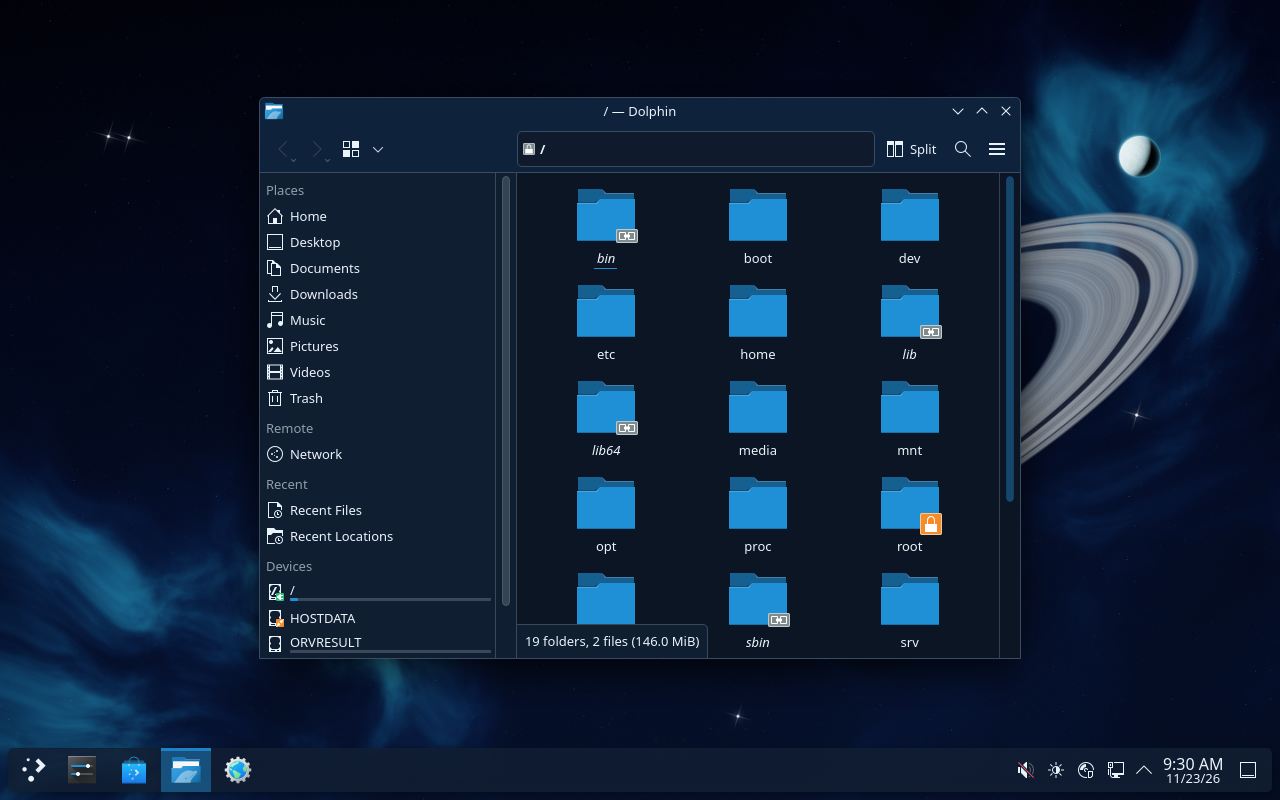 / — Dolphin
/
Split
Places
Home
Desktop
Documents
Downloads
Music
Pictures
Videos
Trash
Remote
Network
Recent
Recent Files
Recent Locations
Devices
/
HOSTDATA
ORVRESULT
bin boot dev
etc home lib
lib64 media mnt
opt proc root
sbin srv
19 folders, 2 files (146.0 MiB)
9:30 AM
11/23/26